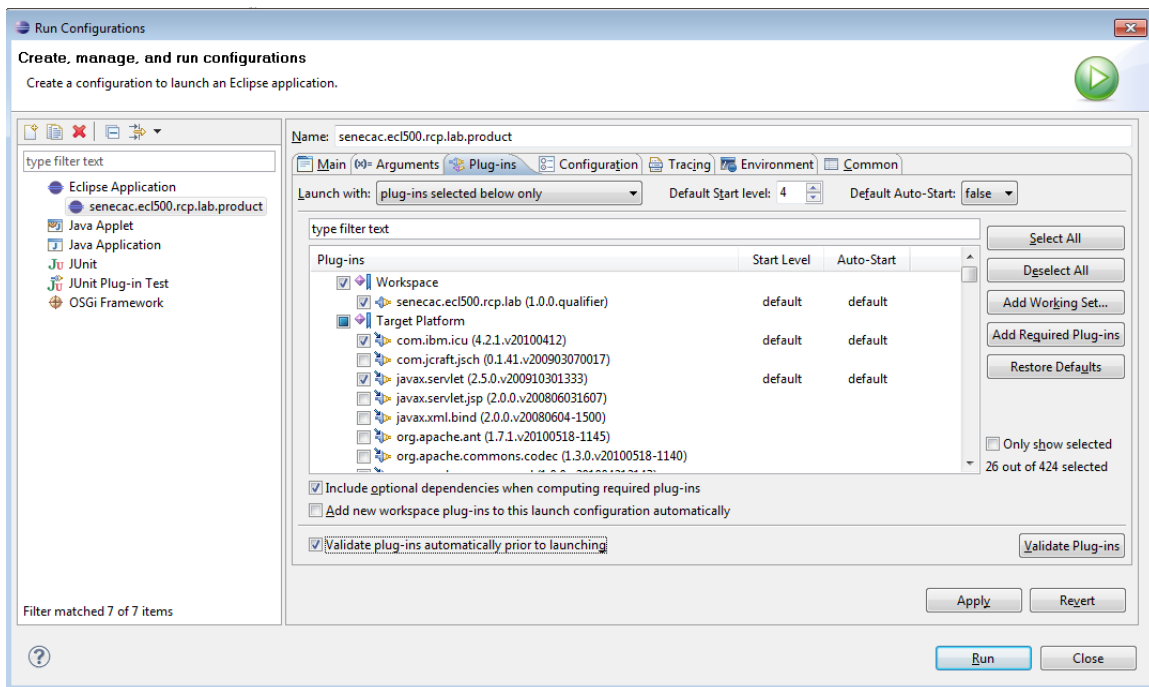 Run Configurations
Create, manage, and run configurations
Create a configuration to launch an Eclipse application.
type filter text
Eclipse Application
senecac.ecl500.rcp.lab.product
Java Applet
Java Application
JUnit
JUnit Plug-in Test
OSGi Framework
Filter matched 7 of 7 items
Name: senecac.ecl500.rcp.lab.product
Main Arguments Plug-ins Configuration Tracing Environment Common
Launch with: plug-ins selected below only Default Start level: 4 Default Auto-Start: false
type filter text
Plug-ins Start Level Auto-Start
Workspace
senecac.ecl500.rcp.lab (1.0.0.qualifier) default default
Target Platform
com.ibm.icu (4.2.1.v20100412) default default
com.jcraft.jsch (0.1.41.v200903070017)
javax.servlet (2.5.0.v200910301333) default default
javax.servlet.jsp (2.0.0.v200806031607)
javax.xml.bind (2.0.0.v20080604-1500)
org.apache.ant (1.7.1.v20100518-1145)
org.apache.commons.codec (1.3.0.v20100518-1140)
Select All
Deselect All
Add Working Set...
Add Required Plug-ins
Restore Defaults
Only show selected
26 out of 424 selected
Include optional dependencies when computing required plug-ins
Add new workspace plug-ins to this launch configuration automatically
Validate plug-ins automatically prior to launching
Validate Plug-ins
Apply Revert
Run Close